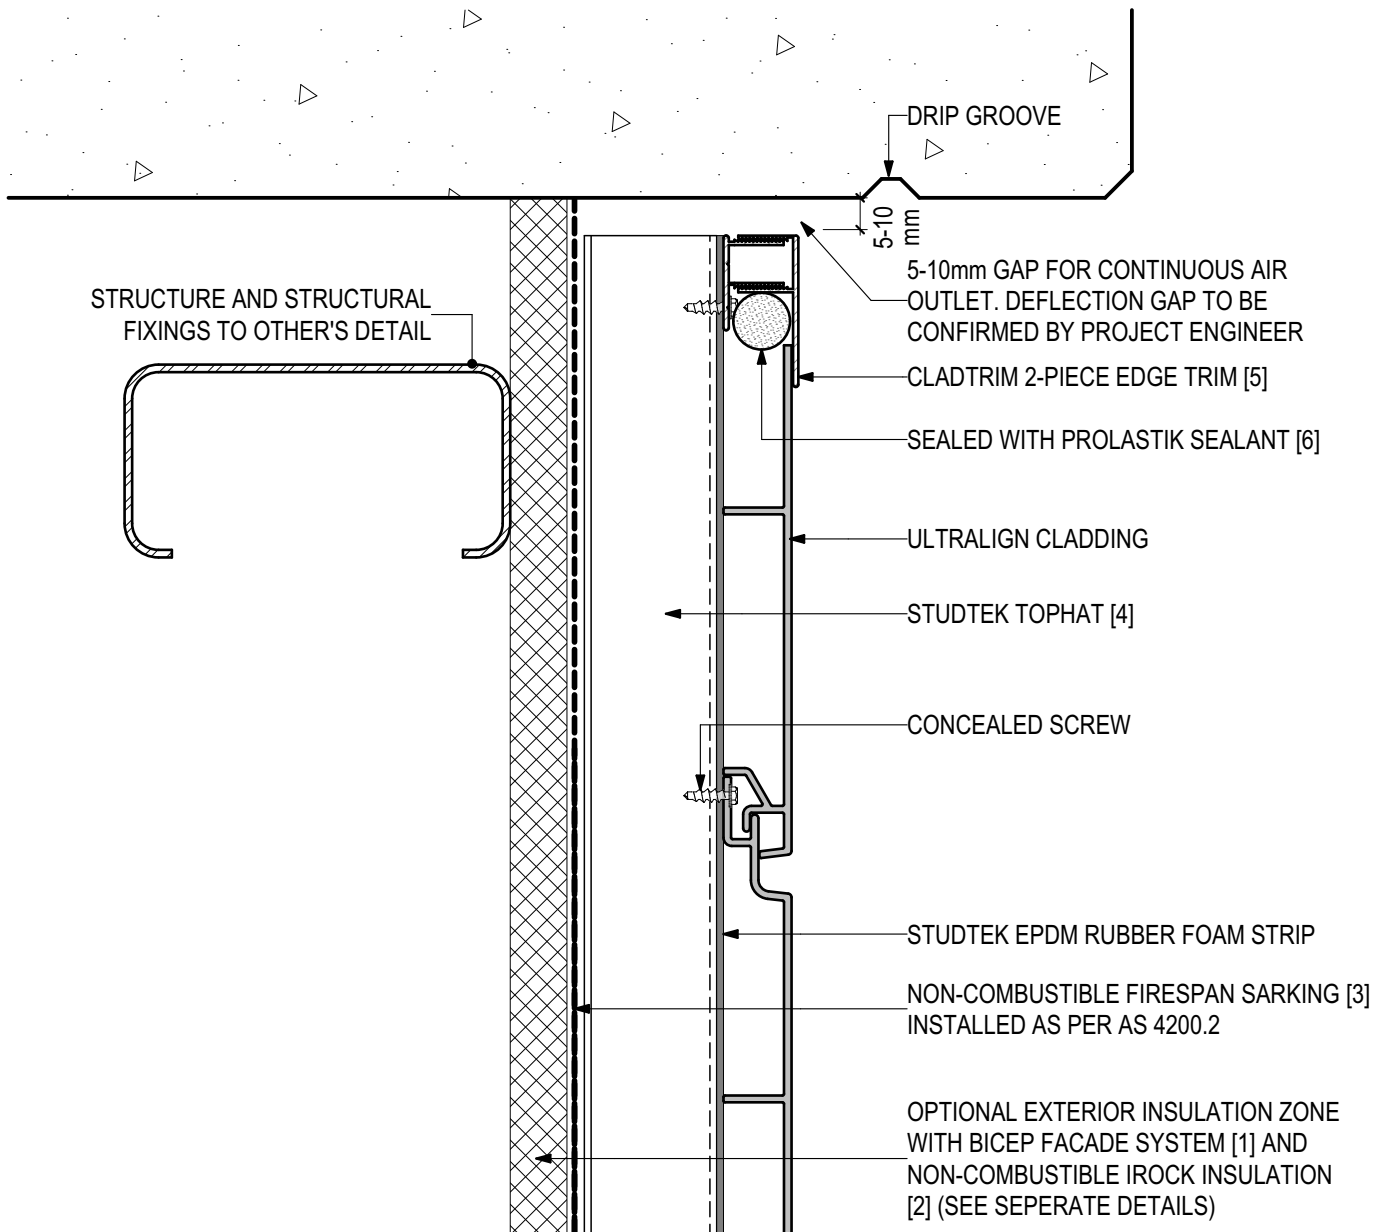 DRIP GROOVE
5-10
mm
5-10mm GAP FOR CONTINUOUS AIR
OUTLET. DEFLECTION GAP TO BE
CONFIRMED BY PROJECT ENGINEER
STRUCTURE AND STRUCTURAL
FIXINGS TO OTHER'S DETAIL
CLADTRIM 2-PIECE EDGE TRIM [5]
SEALED WITH PROLASTIK SEALANT [6]
ULTRALIGN CLADDING
STUDTEK TOPHAT [4]
CONCEALED SCREW
STUDTEK EPDM RUBBER FOAM STRIP
NON-COMBUSTIBLE FIRESPAN SARKING [3]
INSTALLED AS PER AS 4200.2
OPTIONAL EXTERIOR INSULATION ZONE
WITH BICEP FACADE SYSTEM [1] AND
NON-COMBUSTIBLE IROCK INSULATION
[2] (SEE SEPERATE DETAILS)